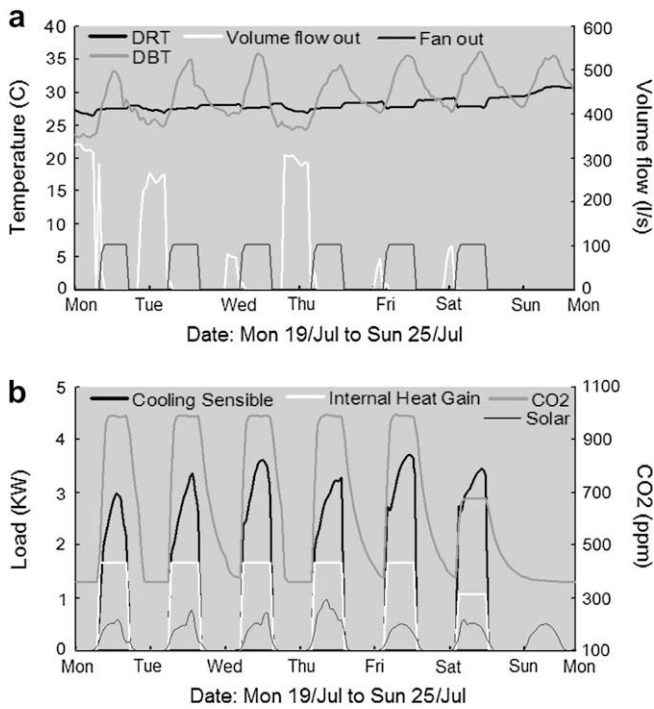 a
DRT Volume flow out Fan out
DBT
Temperature (C)
40
35
30
25
20
15
10
5
0
Volume flow (l/s)
600
500
400
300
200
100
0
Mon Tue Wed Thu Fri Sat Sun Mon
Date: Mon 19/Jul to Sun 25/Jul
b
Cooling Sensible Internal Heat Gain CO2
Solar
Load (KW)
5
4
3
2
1
0
CO2 (ppm)
1100
900
700
500
300
100
Mon Tue Wed Thu Fri Sat Sun Mon
Date: Mon 19/Jul to Sun 25/Jul